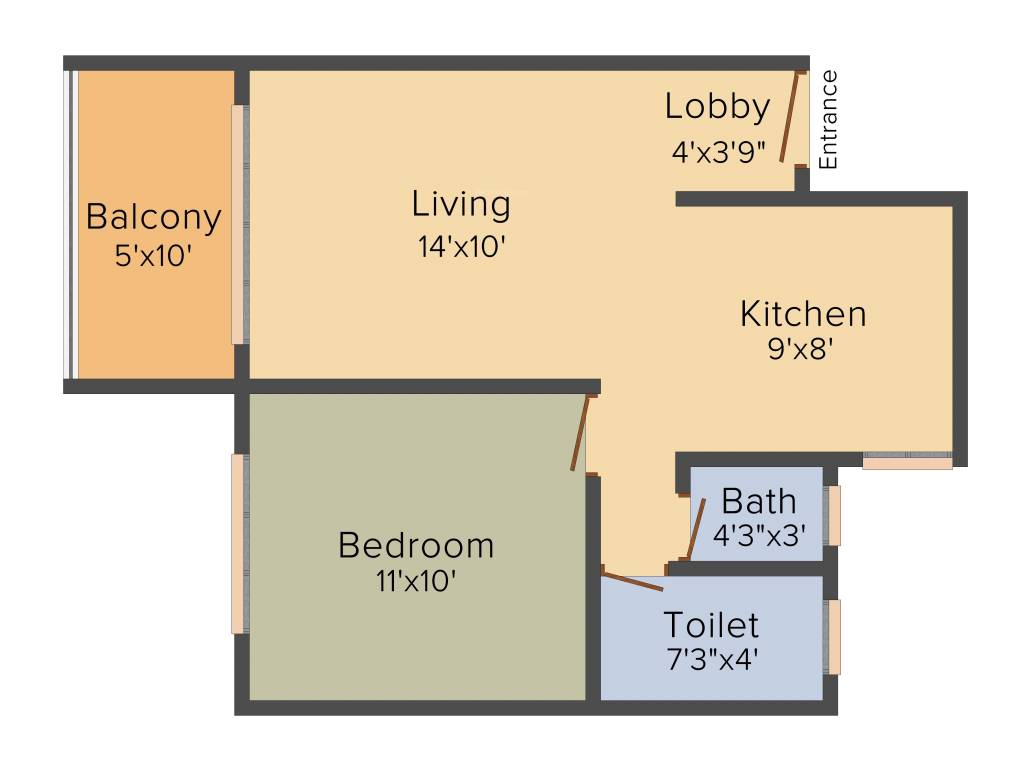 Lobby
4'x3'9"
Entrance
Living
14'x10'
Balcony
5'x10'
Kitchen
9'x8'
Bath
4'3"x3'
Bedroom
11'x10'
Toilet
7'3"x4'